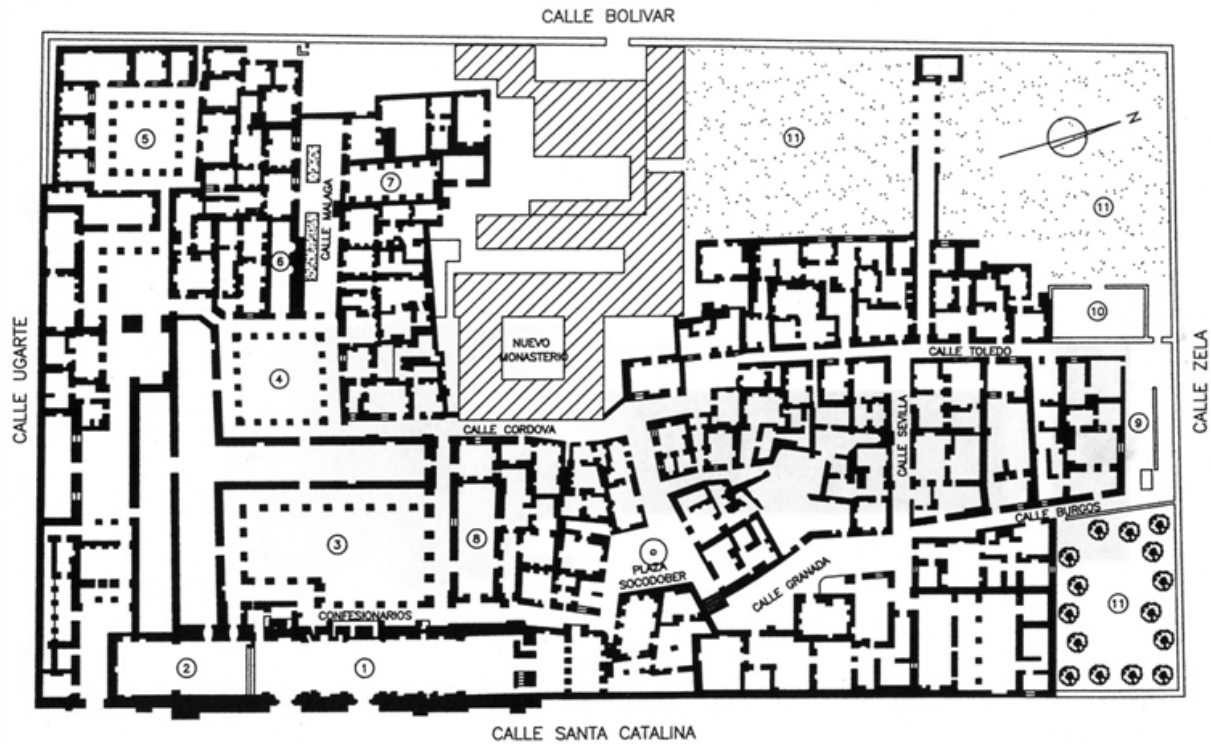 CALLE BOLIVAR
5
11
N
7
CALLE MALAGA
11
6
10
CALLE UGARTE
NUEVO
MONASTERIO
CALLE TOLEDO
CALLE ZELA
4
CALLE CORDOVA
CALLE SEVILLA
9
CALLE BURGOS
3
8
PLAZA
SOCODOBER
CALLE GRANADA
11
CONFESIONARIOS
2
1
CALLE SANTA CATALINA